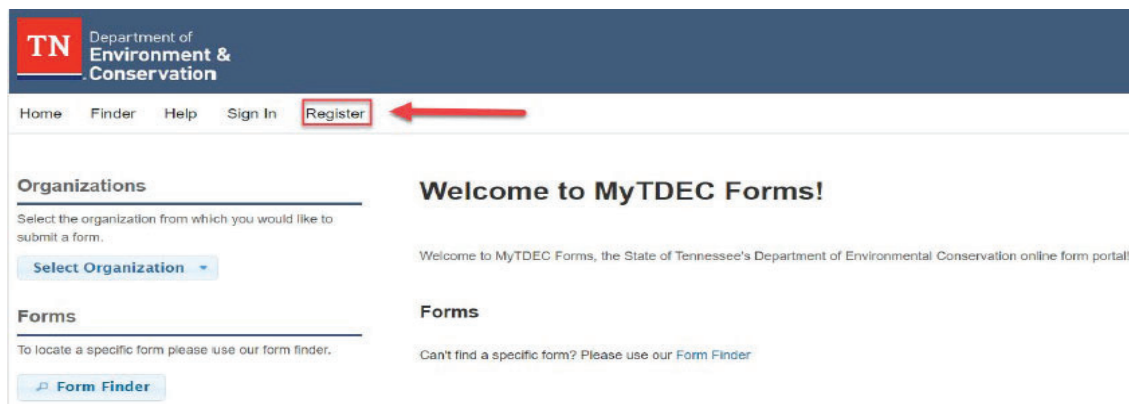 TN
Department of
Environment &
Conservation
Home Finder Help Sign In Register
Organizations
Select the organization from which you would like to
submit a form.
Select Organization
Forms
To locate a specific form please use our form finder.
Form Finder
Welcome to MyTDEC Forms!
Welcome to MyTDEC Forms, the State of Tennessee's Department of Environmental Conservation online form portal!
Forms
Can't find a specific form? Please use our Form Finder